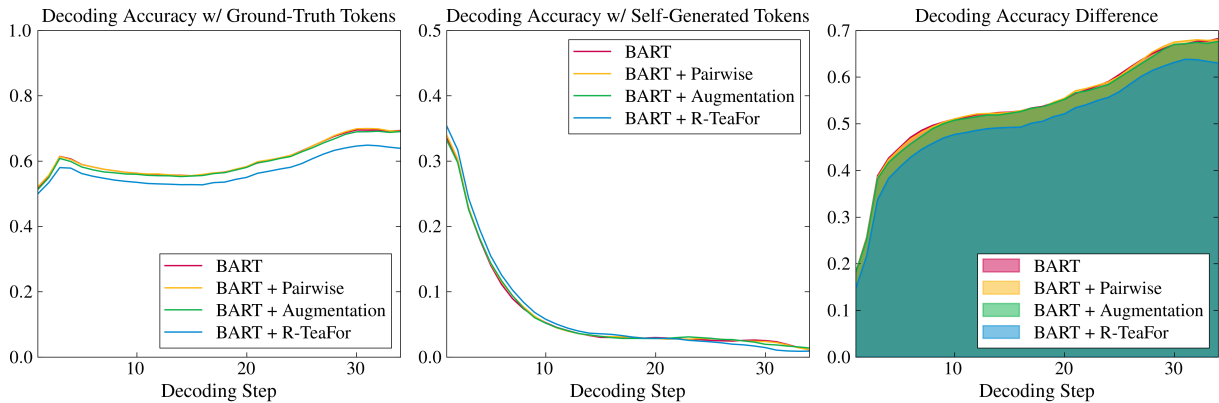 Decoding Accuracy w/ Ground-Truth Tokens
1.0
0.8
0.6
0.4
0.2
0.0
10
20
30
Decoding Step
BART
BART + Pairwise
BART + Augmentation
BART + R-TeaFor
Decoding Accuracy w/ Self-Generated Tokens
0.5
0.4
0.3
0.2
0.1
0.0
10
20
30
Decoding Step
BART
BART + Pairwise
BART + Augmentation
BART + R-TeaFor
Decoding Accuracy Difference
0.7
0.6
0.5
0.4
0.3
0.2
0.1
0.0
10
20
30
Decoding Step
BART
BART + Pairwise
BART + Augmentation
BART + R-TeaFor